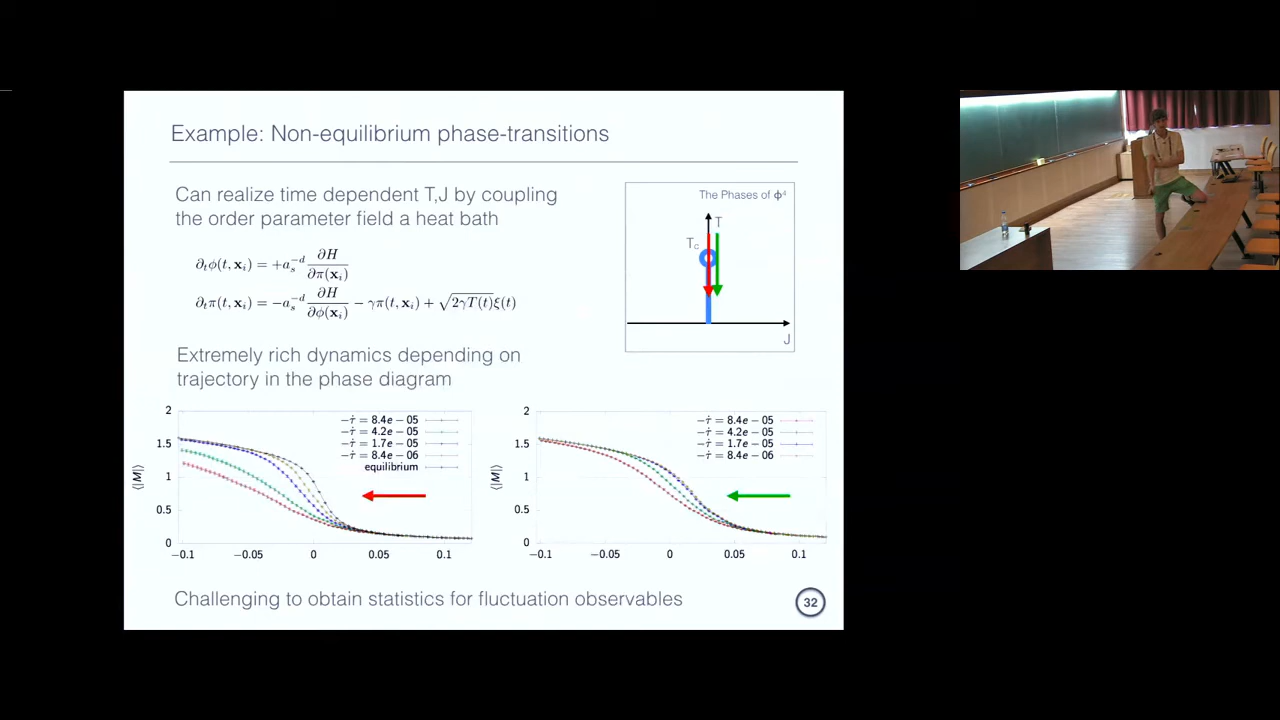 Example: Non-equilibrium phase-transitions
Can realize time dependent T,J by coupling
the order parameter field a heat bath
∂ₜϕ(t, xᵢ) = +aₛ⁻ᵈ ∂H/∂π(xᵢ)
∂ₜπ(t, xᵢ) = −aₛ⁻ᵈ ∂H/∂ϕ(xᵢ) − γπ(t, xᵢ) + √2γT(t)ξ(t)
The Phases of ϕ⁴
T
T_c
J
Extremely rich dynamics depending on
trajectory in the phase diagram
2
1.5
1
0.5
0
⟨|M|⟩
−τ̇ = 8.4e − 05
−τ̇ = 4.2e − 05
−τ̇ = 1.7e − 05
−τ̇ = 8.4e − 06
equilibrium
−0.1 −0.05 0 0.05 0.1
2
1.5
1
0.5
0
⟨|M|⟩
−τ̇ = 8.4e − 05
−τ̇ = 4.2e − 05
−τ̇ = 1.7e − 05
−τ̇ = 8.4e − 06
−0.1 −0.05 0 0.05 0.1
Challenging to obtain statistics for fluctuation observables
32